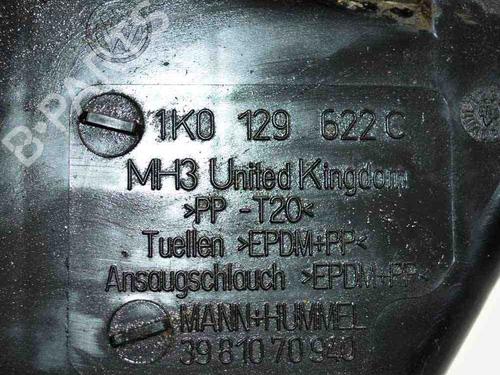 B-PARTS
1K0 129 622 C
MH3 United Kingdom
>PP -T20<
Tuellen >EPDM+PP<
Ansaugschlauch >EPDM+PP<
MANN+HUMMEL
39 810 70 940